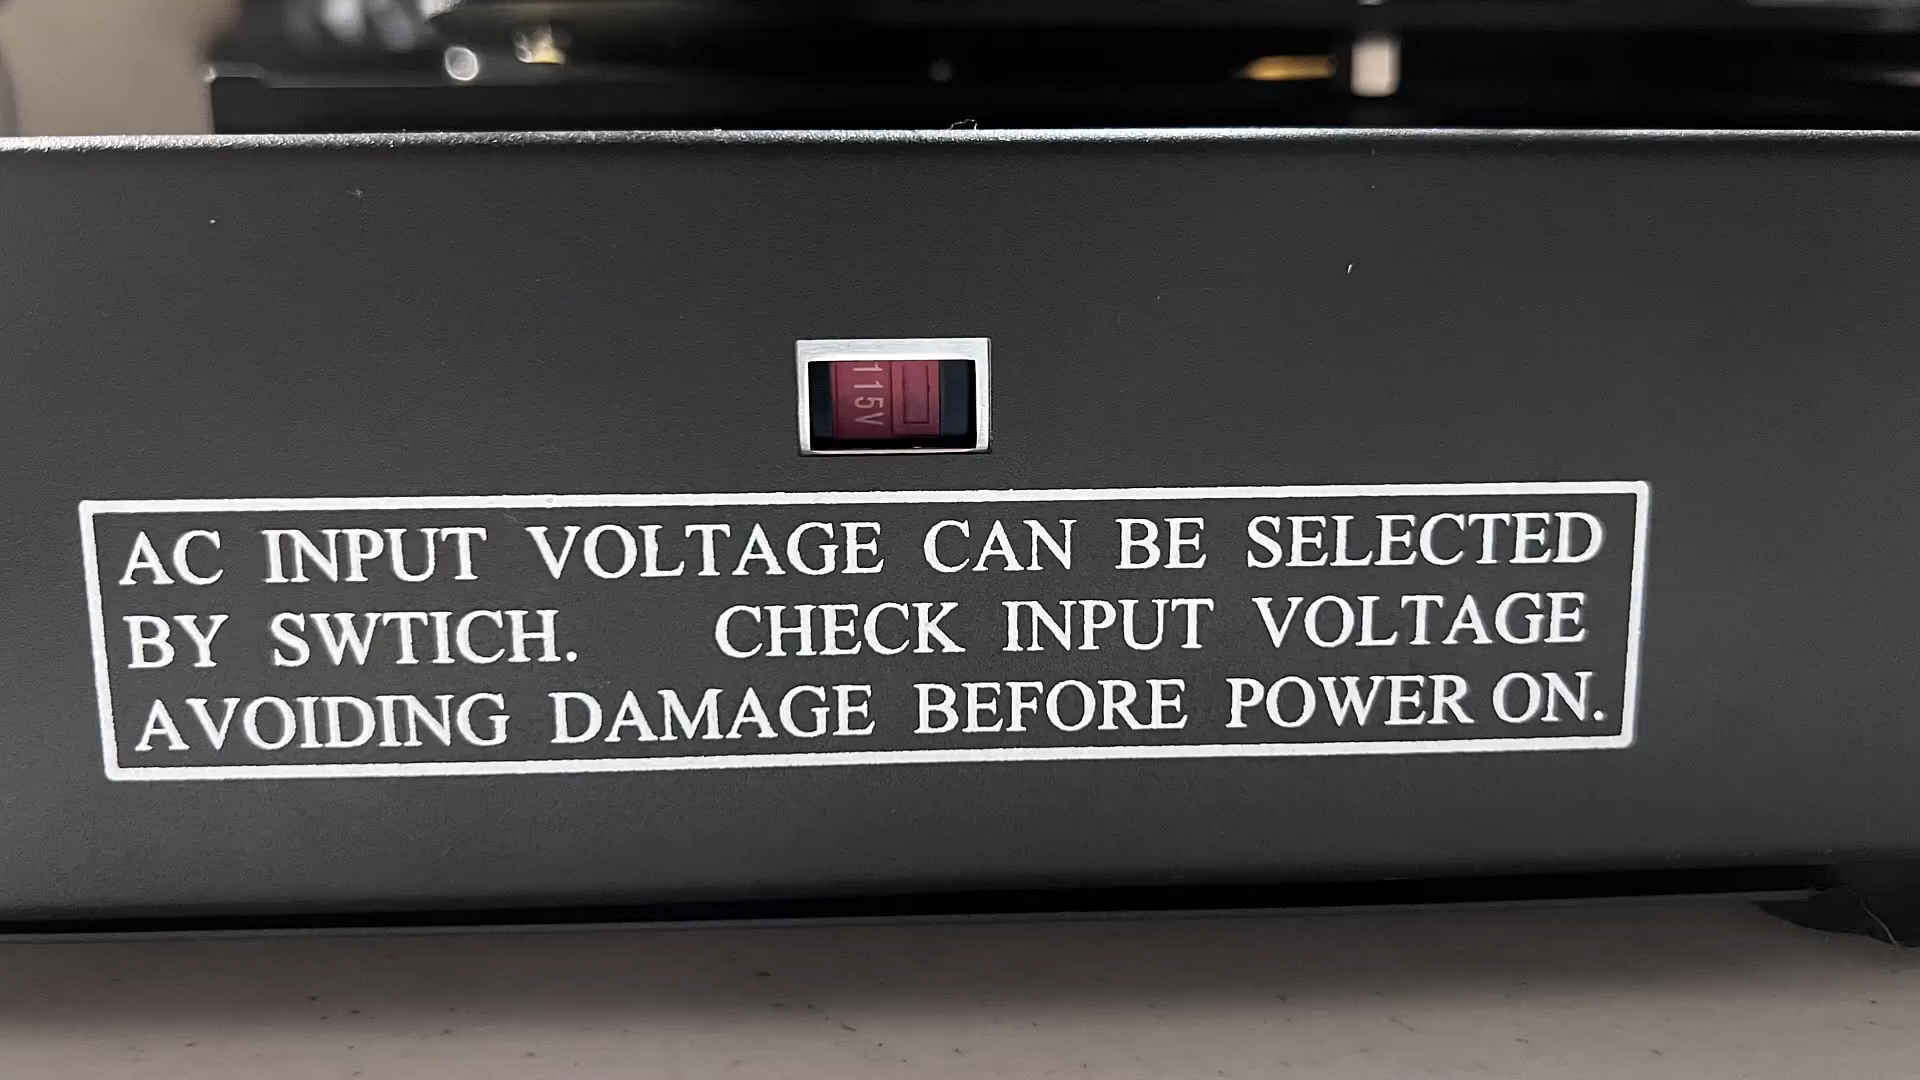 115V
AC INPUT VOLTAGE CAN BE SELECTED
BY SWTICH. CHECK INPUT VOLTAGE
AVOIDING DAMAGE BEFORE POWER ON.